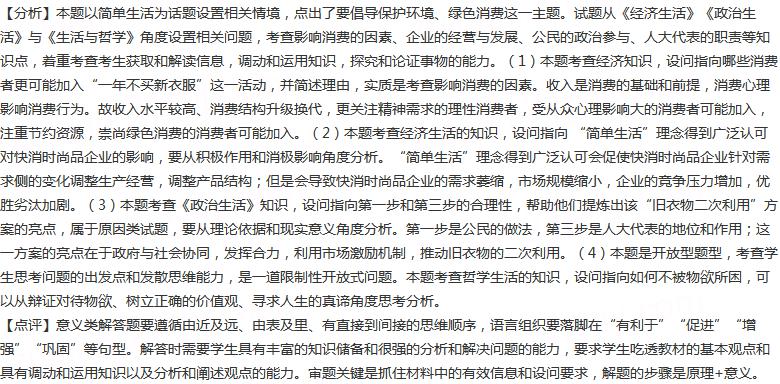 【分析】本题以简单生活为话题设置相关情境，点出了要倡导保护环境、绿色消费这一主题。试题从《经济生活》《政治生
活》与《生活与哲学》角度设置相关问题，考查影响消费的因素、企业的经营与发展、公民的政治参与、人大代表的职责等知
识点，着重考查考生获取和解读信息，调动和运用知识，探究和论证事物的能力。（1）本题考查经济知识，设问指向哪些消费
者更可能加入“一年不买新衣服”这一活动，并简述理由，实质是考查影响消费的因素。收入是消费的基础和前提，消费心理
影响消费行为。故收入水平较高、消费结构升级换代，更关注精神需求的理性消费者，受从众心理影响大的消费者可能加入，
注重节约资源，崇尚绿色消费的消费者可能加入。（2）本题考查经济生活的知识，设问指向 “简单生活”理念得到广泛认可
对快消时尚品企业的影响，要从积极作用和消极影响角度分析。“简单生活”理念得到广泛认可会促使快消时尚品企业针对需
求侧的变化调整生产经营，调整产品结构；但是会导致快消时尚品企业的需求萎缩，市场规模缩小，企业的竞争压力增加，优
胜劣汰加剧。（3）本题考查《政治生活》知识，设问指向第一步和第三步的合理性，帮助他们提炼出该“旧衣物二次利用”方
案的亮点，属于原因类试题，要从理论依据和现实意义角度分析。第一步是公民的做法，第三步是人大代表的地位和作用；这
一方案的亮点在于政府与社会协同，发挥合力，利用市场激励机制，推动旧衣物的二次利用。（4）本题是开放型题型，考查学
生思考问题的出发点和发散思维能力，是一道限制性开放式问题。本题考查哲学生活的知识，设问指向如何不被物欲所困，可
以从辩证对待物欲、树立正确的价值观、寻求人生的真谛角度思考分析。
【点评】意义类解答题要遵循由近及远、由表及里、有直接到间接的思维顺序，语言组织要落脚在“有利于”“促进”“增
强”“巩固”等句型。解答时需要学生具有丰富的知识储备和很强的分析和解决问题的能力，要求学生吃透教材的基本观点和
具有调动和运用知识以及分析和阐述观点的能力。审题关键是抓住材料中的有效信息和设问要求，解题的步骤是原理+意义。